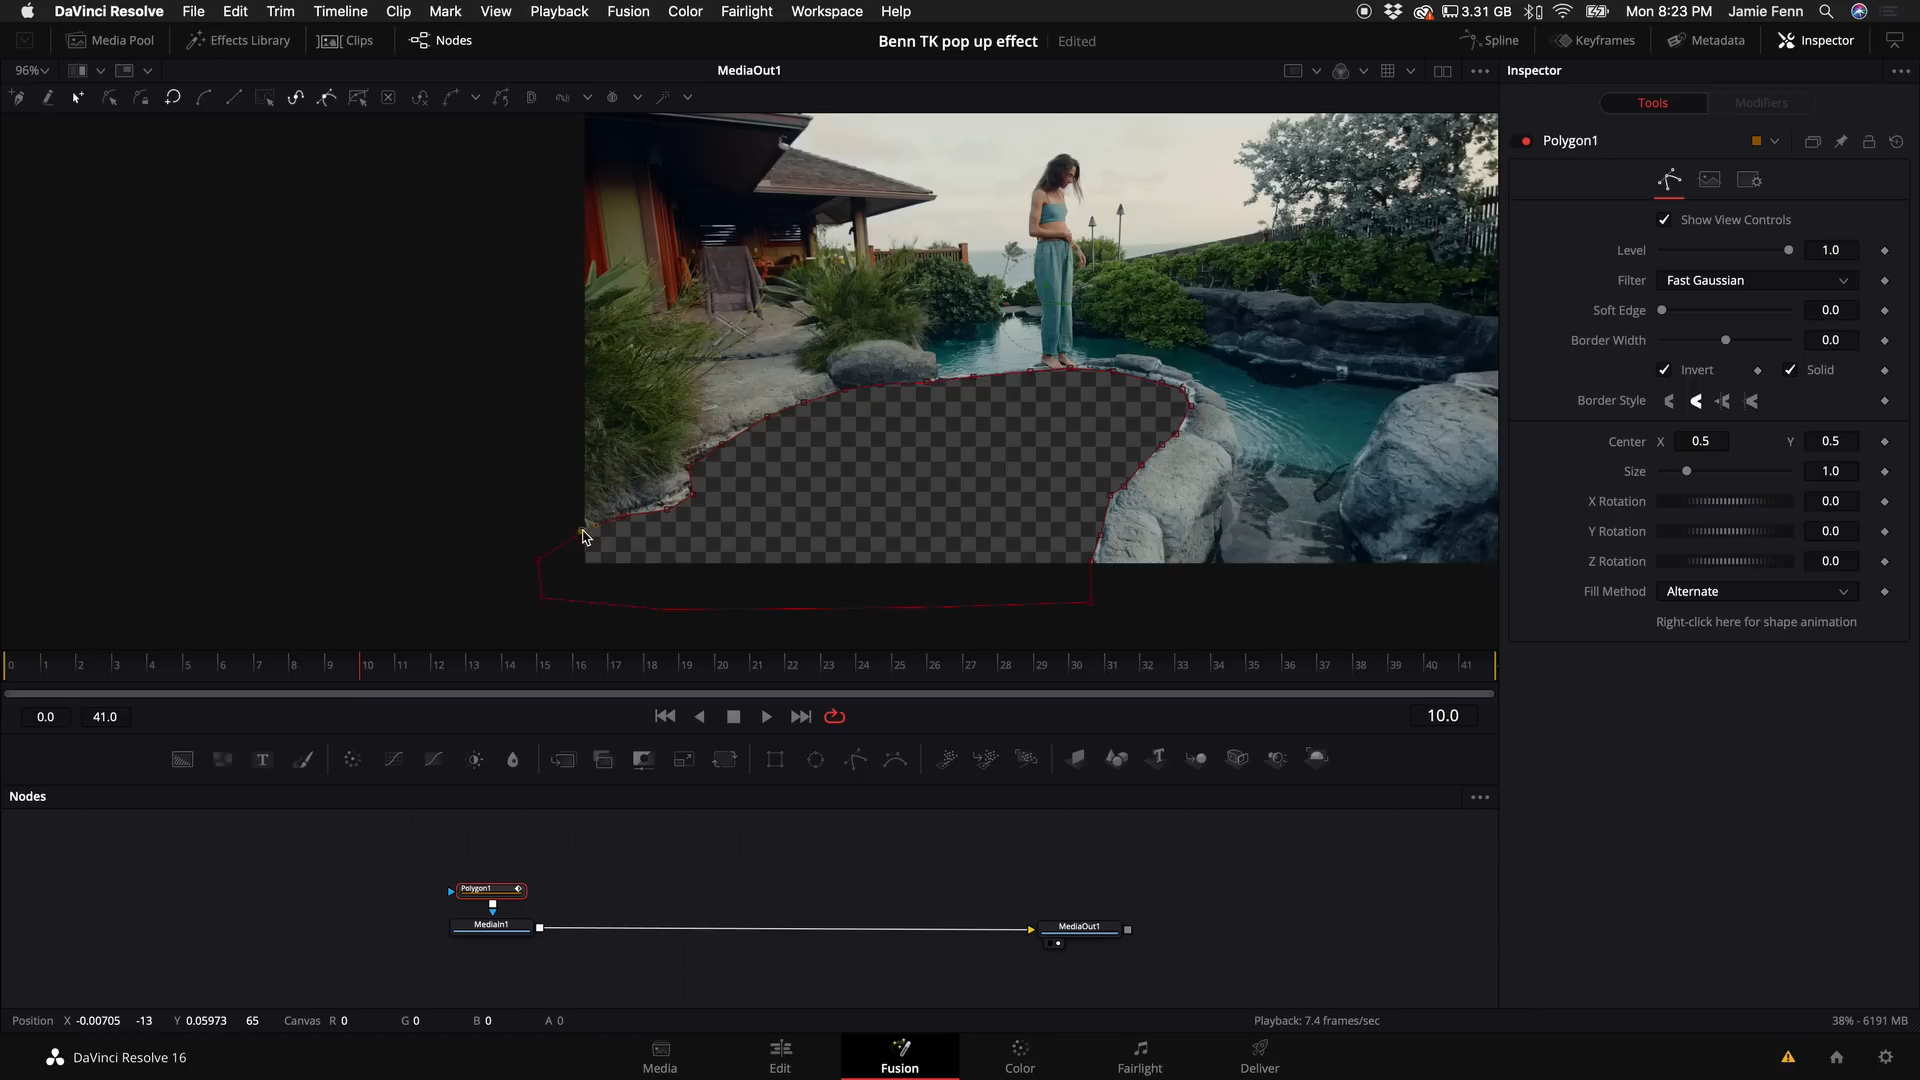 DaVinci Resolve File Edit Trim Timeline Clip Mark View Playback Fusion Color Fairlight Workspace Help 3.31 GB Mon 8:23 PM Jamie Fenn
Media Pool Effects Library Clips Nodes Benn TK pop up effect Edited Spline Keyframes Metadata Inspector
96% MediaOut1 Inspector
Tools Modifiers
Polygon1
Show View Controls
Level 1.0
Filter Fast Gaussian
Soft Edge 0.0
Border Width 0.0
Invert Solid
Border Style
Center X 0.5 Y 0.5
Size 1.0
X Rotation 0.0
Y Rotation 0.0
Z Rotation 0.0
Fill Method Alternate
Right-click here for shape animation
0 1 2 3 4 5 6 7 8 9 10 11 12 13 14 15 16 17 18 19 20 21 22 23 24 25 26 27 28 29 30 31 32 33 34 35 36 37 38 39 40 41
0.0 41.0 10.0
Nodes
Polygon1
MediaIn1 MediaOut1
Position X -0.00705 -13 Y 0.05973 65 Canvas R 0 G 0 B 0 A 0 Playback: 7.4 frames/sec 38% - 6191 MB
DaVinci Resolve 16 Media Edit Fusion Color Fairlight Deliver